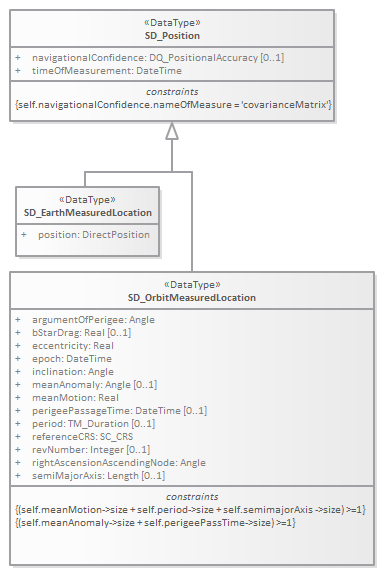 «DataType»
SD_Position
+ navigationalConfidence: DQ_PositionalAccuracy [0..1]
+ timeOfMeasurement: DateTime
constraints
{self.navigationalConfidence.nameOfMeasure = 'covarianceMatrix'}
«DataType»
SD_EarthMeasuredLocation
+ position: DirectPosition
«DataType»
SD_OrbitMeasuredLocation
+ argumentOfPerigee: Angle
+ bStarDrag: Real [0..1]
+ eccentricity: Real
+ epoch: DateTime
+ inclination: Angle
+ meanAnomaly: Angle [0..1]
+ meanMotion: Real
+ perigeePassageTime: DateTime [0..1]
+ period: TM_Duration [0..1]
+ referenceCRS: SC_CRS
+ revNumber: Integer [0..1]
+ rightAscensionAscendingNode: Angle
+ semiMajorAxis: Length [0..1]
constraints
{(self.meanMotion->size + self.period->size + self.semimajorAxis ->size) >=1}
{(self.meanAnomaly->size + self.perigeePassTime->size) >=1}